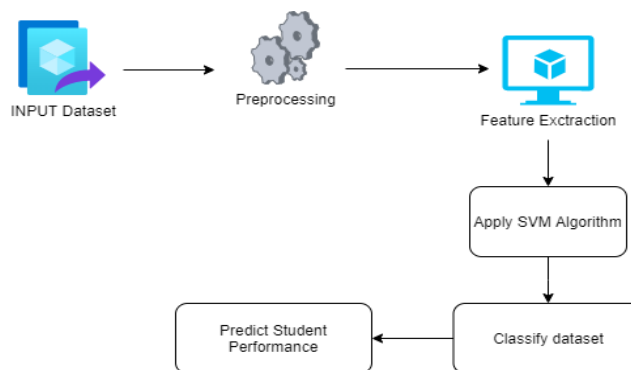 INPUT Dataset
Preprocessing
Feature Exctraction
Apply SVM Algorithm
Classify dataset
Predict Student
Performance